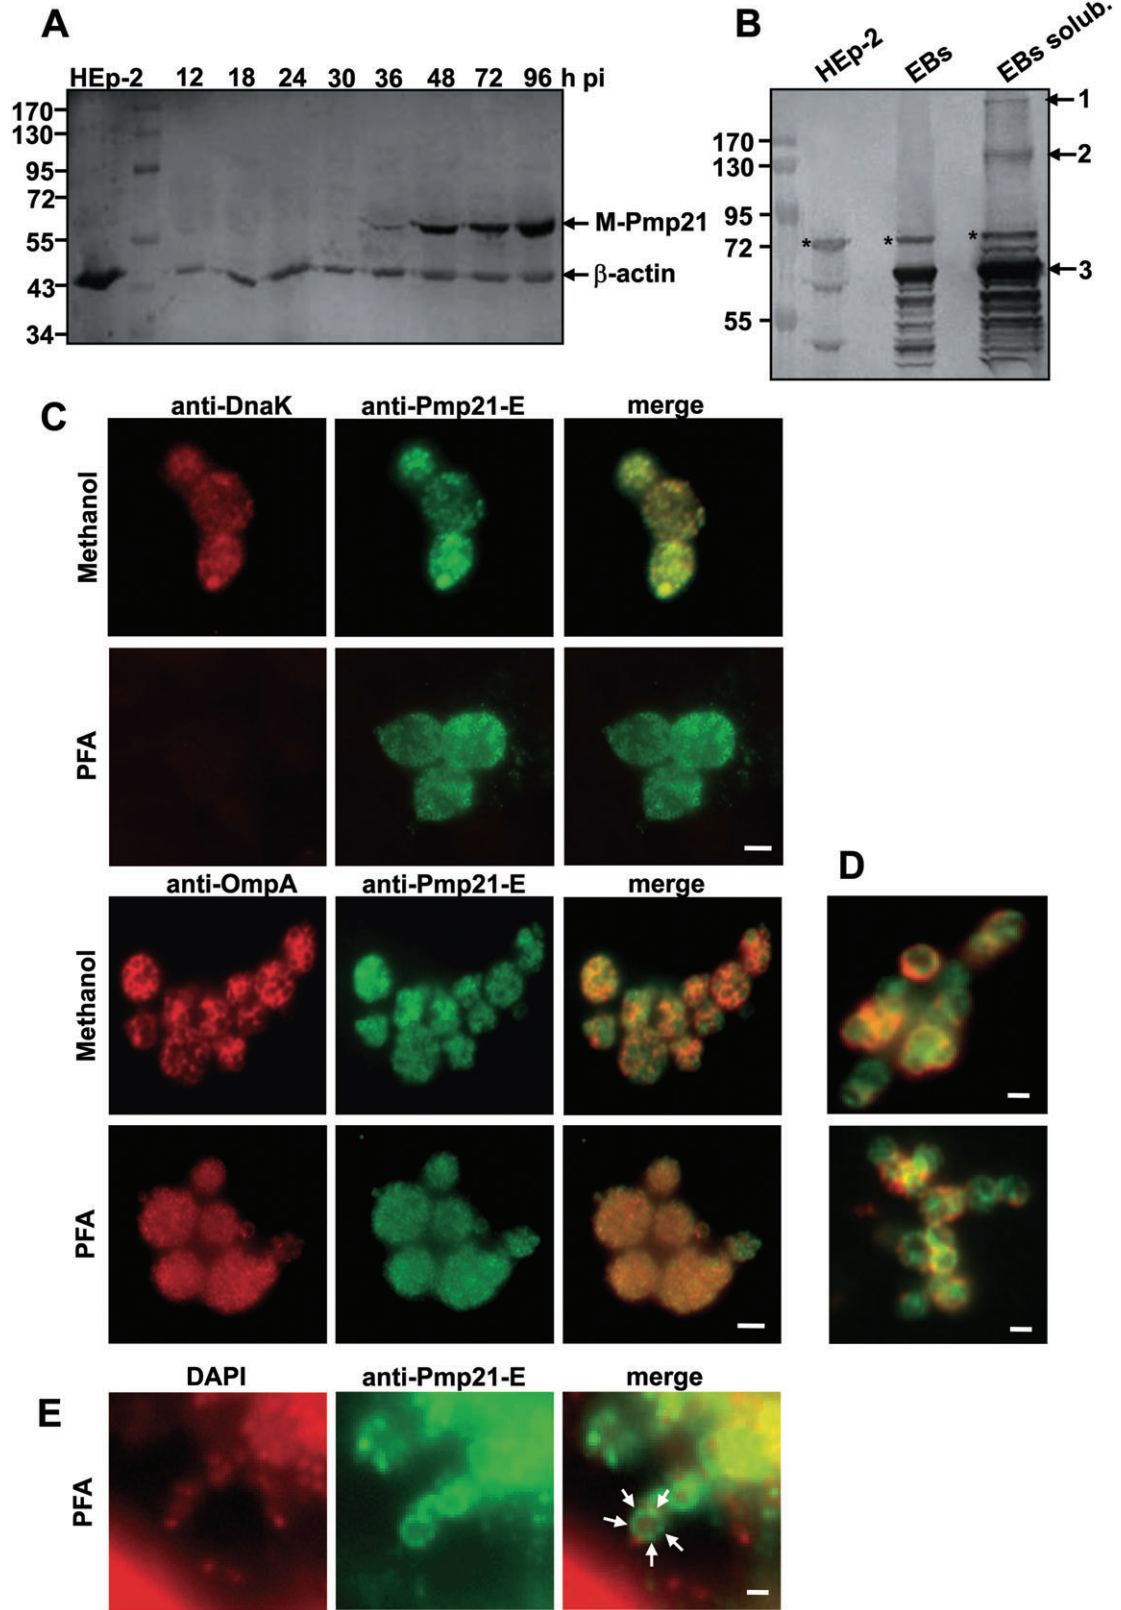 A
HEp-2 12 18 24 30 36 48 72 96 h pi
170
130
95
72
55
43
34
M-Pmp21
β-actin
B
HEp-2 EBs EBs solub.
170
130
95
72
55
* * *
1
2
3
C
anti-DnaK anti-Pmp21-E merge
Methanol
PFA
anti-OmpA anti-Pmp21-E merge
Methanol
PFA
D
E
DAPI anti-Pmp21-E merge
PFA